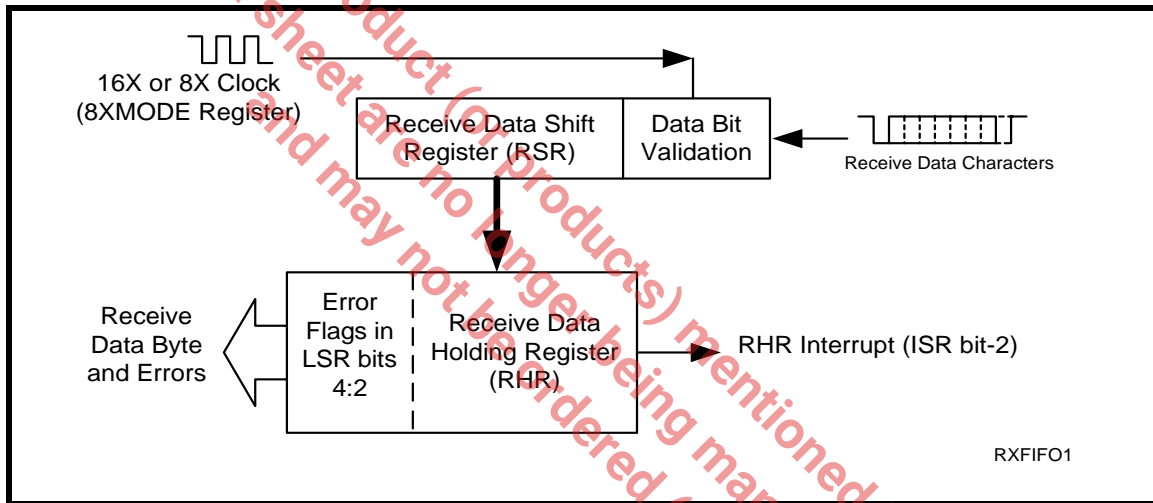 16X or 8X Clock
(8XMODE Register)
Receive Data Shift
Register (RSR)
Data Bit
Validation
Receive Data Characters
Receive
Data Byte
and Errors
Error
Flags in
LSR bits
4:2
Receive Data
Holding Register
(RHR)
RHR Interrupt (ISR bit-2)
RXFIFO1
product (or products) mentioned
sheet are no longer being man
and may not be ordered (